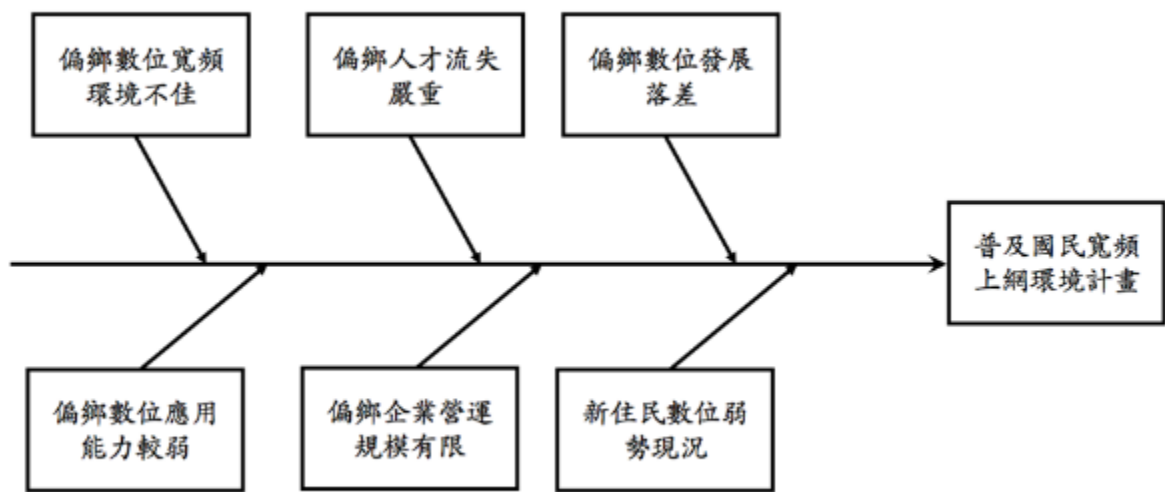 偏鄉數位寬頻
環境不佳
偏鄉人才流失
嚴重
偏鄉數位發展
落差
普及國民寬頻
上網環境計畫
偏鄉數位應用
能力較弱
偏鄉企業營運
規模有限
新住民數位弱
勢現況